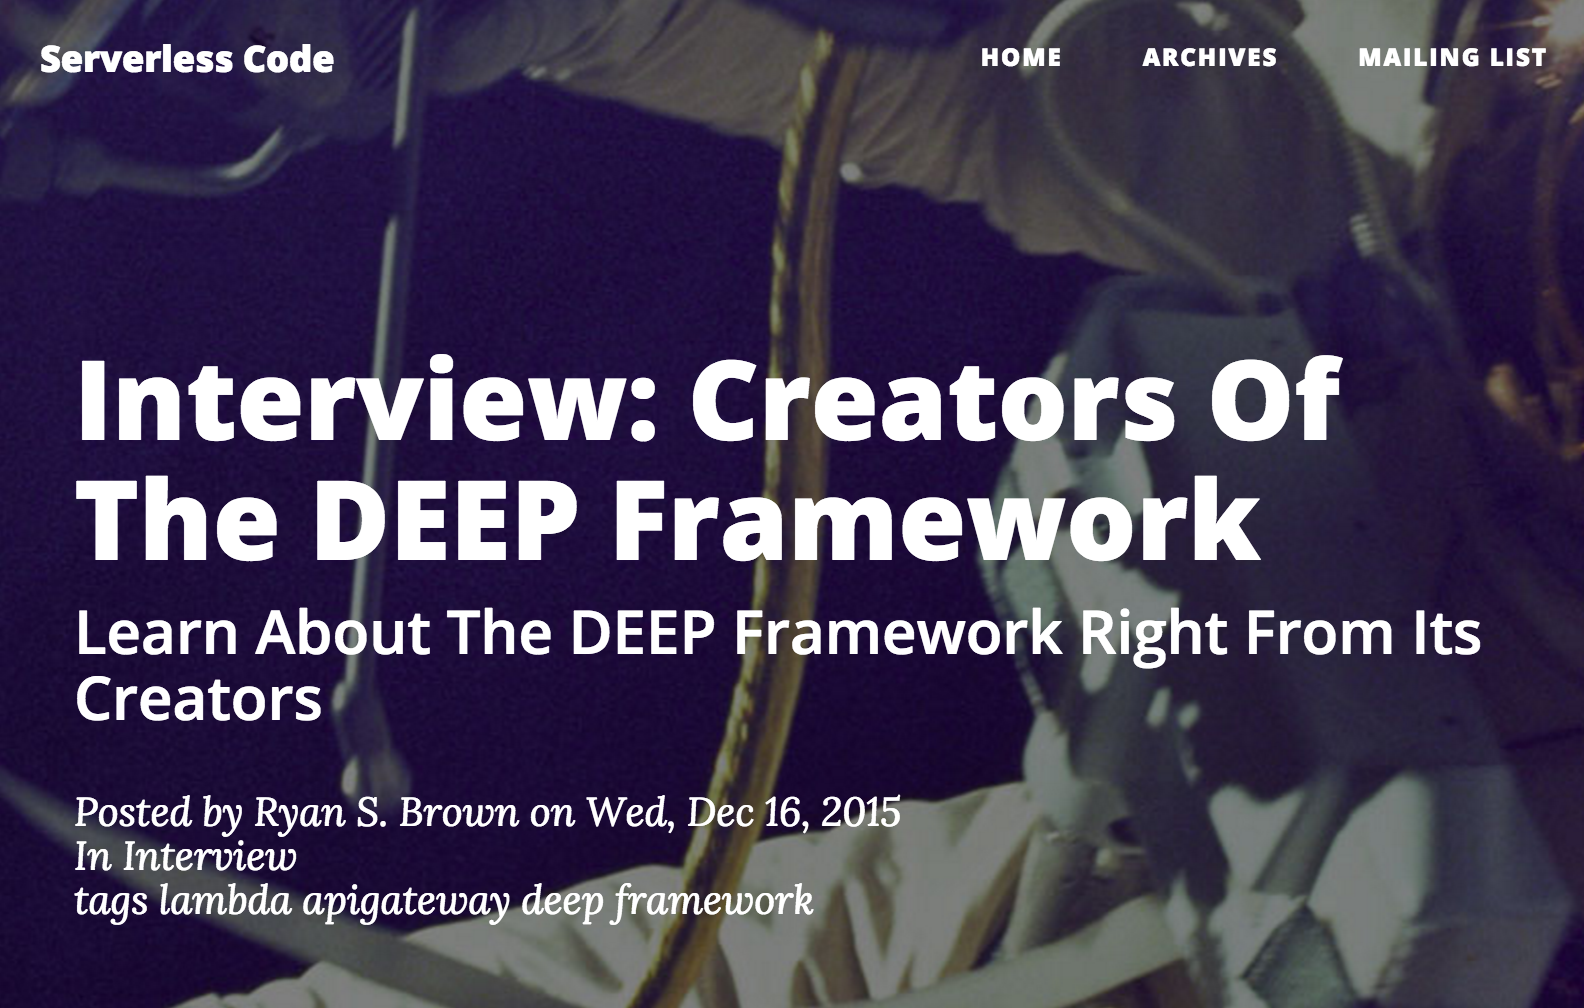 Serverless Code
HOME ARCHIVES MAILING LIST
Interview: Creators Of
The DEEP Framework
Learn About The DEEP Framework Right From Its
Creators
Posted by Ryan S. Brown on Wed, Dec 16, 2015
In Interview
tags lambda apigateway deep framework